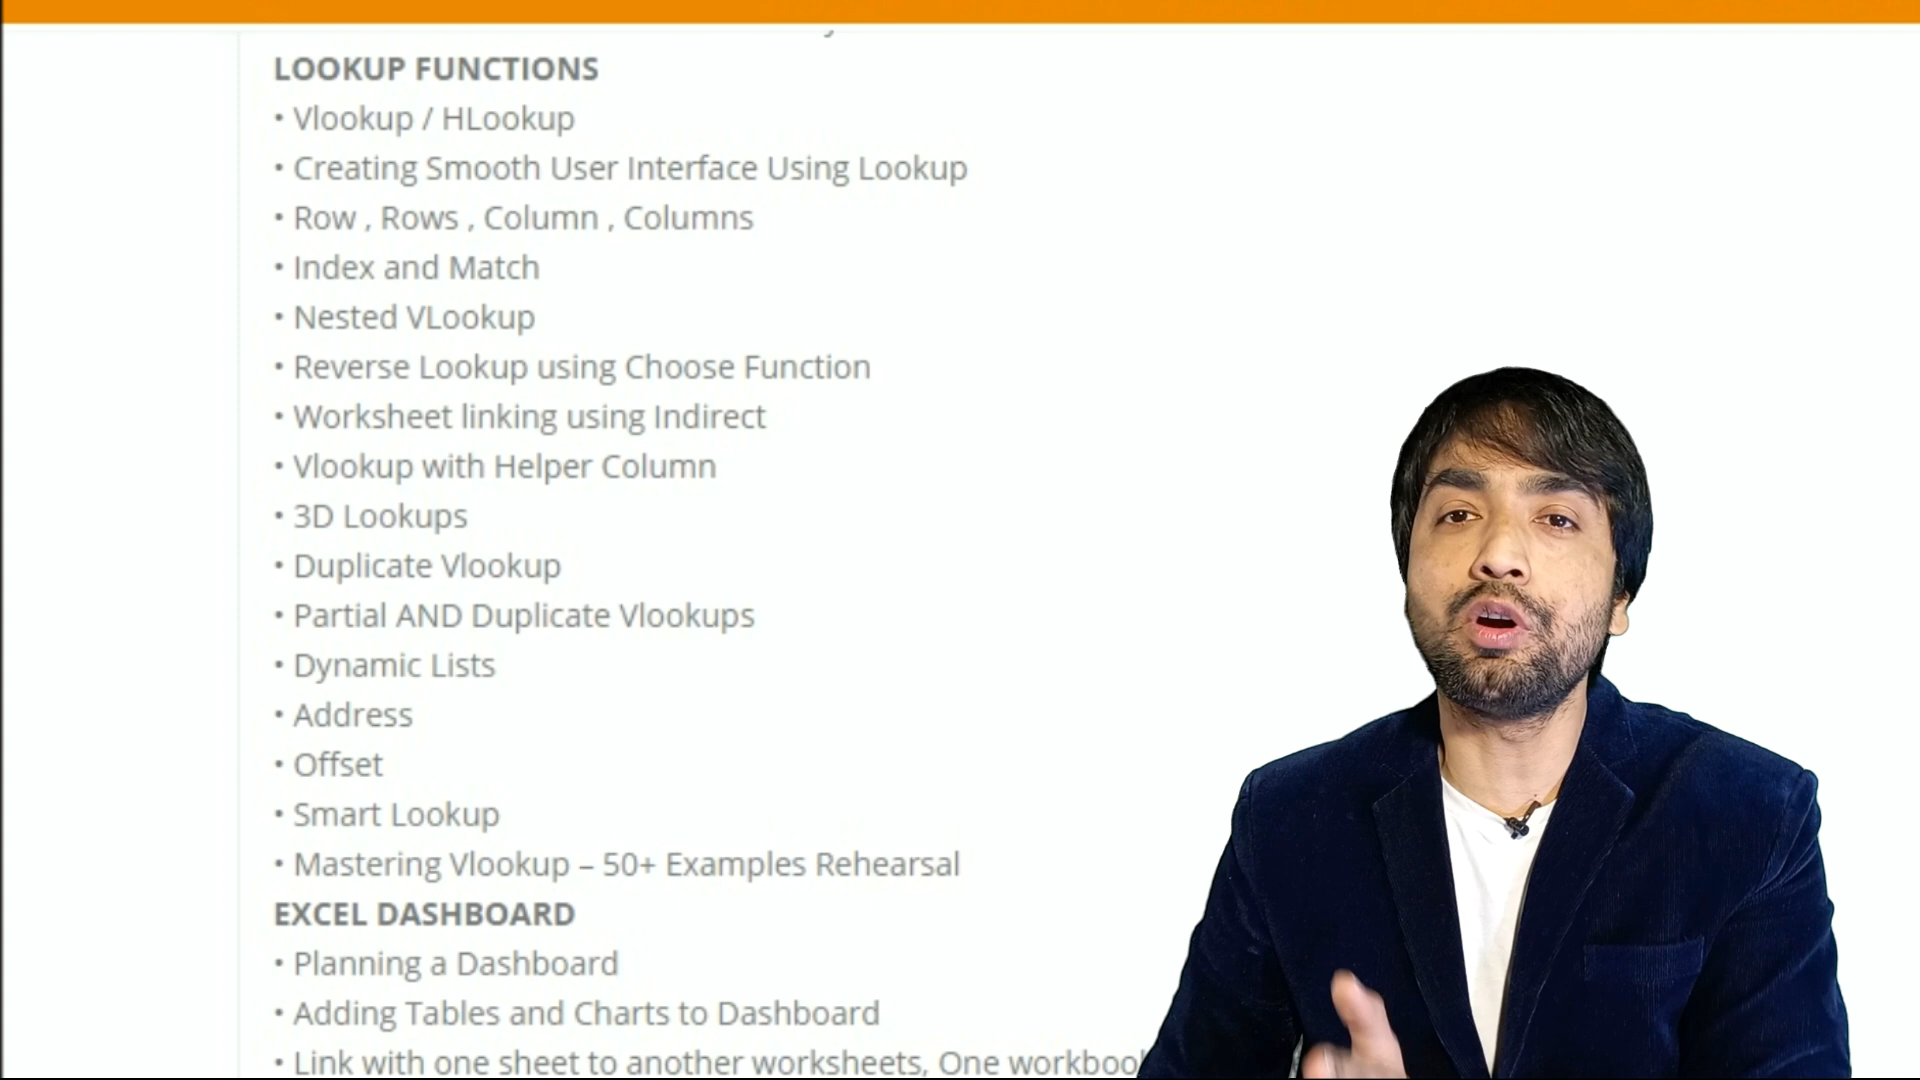 LOOKUP FUNCTIONS
• Vlookup / HLookup
• Creating Smooth User Interface Using Lookup
• Row , Rows , Column , Columns
• Index and Match
• Nested VLookup
• Reverse Lookup using Choose Function
• Worksheet linking using Indirect
• Vlookup with Helper Column
• 3D Lookups
• Duplicate Vlookup
• Partial AND Duplicate Vlookups
• Dynamic Lists
• Address
• Offset
• Smart Lookup
• Mastering Vlookup – 50+ Examples Rehearsal
EXCEL DASHBOARD
• Planning a Dashboard
• Adding Tables and Charts to Dashboard
• Link with one sheet to another worksheets, One